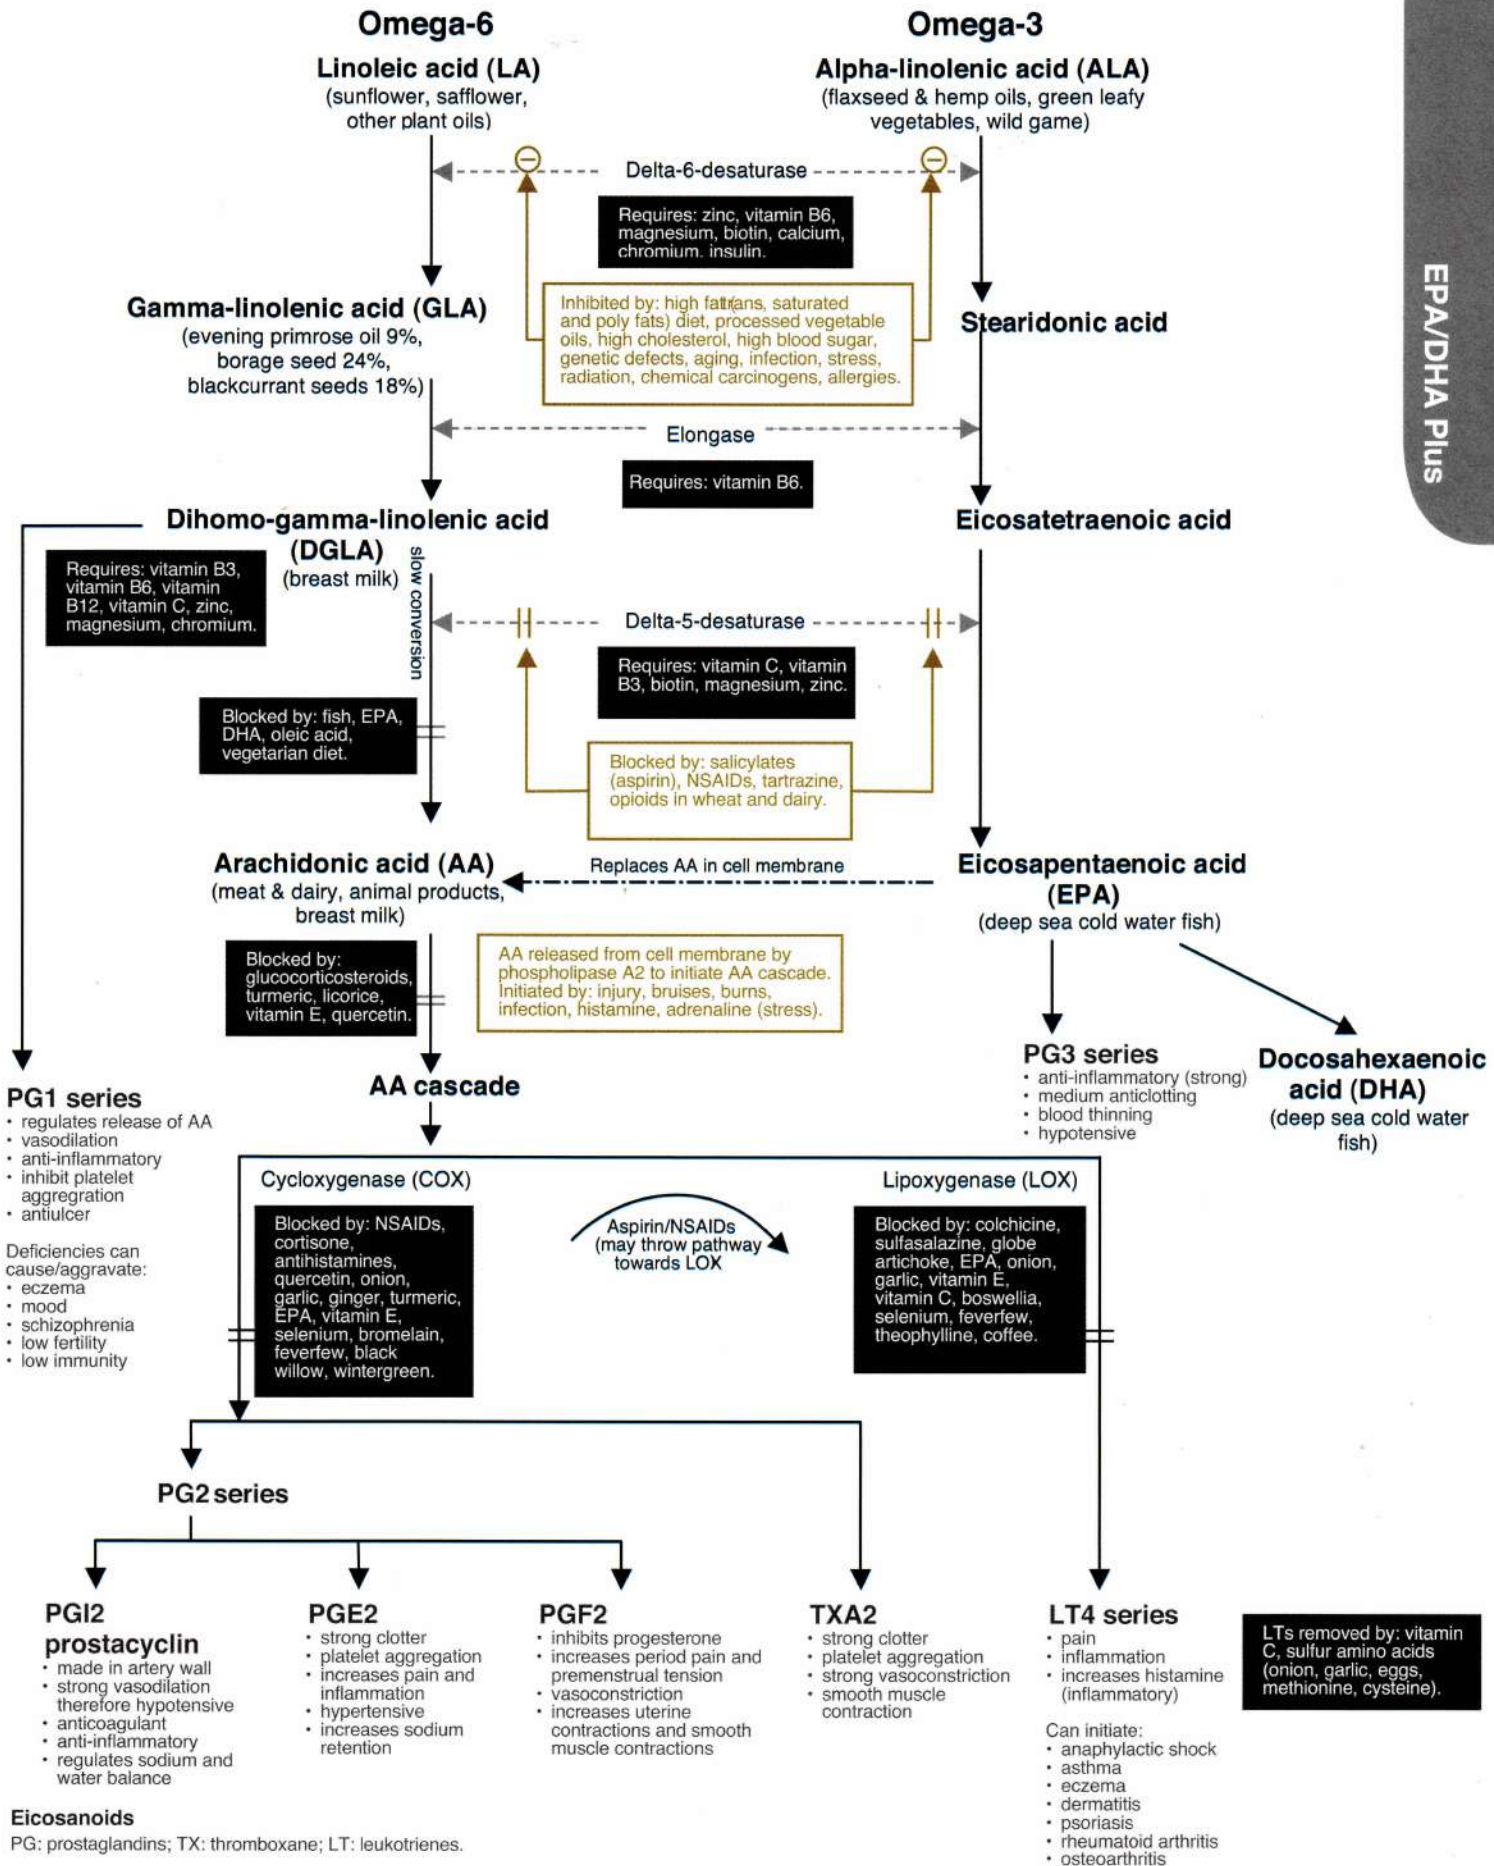 Omega-6
Omega-3
Linoleic acid (LA)
(sunflower, safflower,
other plant oils)
Alpha-linolenic acid (ALA)
(flaxseed & hemp oils, green leafy
vegetables, wild game)
Delta-6-desaturase
Requires: zinc, vitamin B6,
magnesium, biotin, calcium,
chromium. insulin.
EPA/DHA Plus
Gamma-linolenic acid (GLA)
(evening primrose oil 9%,
borage seed 24%,
blackcurrant seeds 18%)
Inhibited by: high fat(trans, saturated
and poly fats) diet, processed vegetable
oils, high cholesterol, high blood sugar,
genetic defects, aging, infection, stress,
radiation, chemical carcinogens, allergies.
Stearidonic acid
Elongase
Requires: vitamin B6.
Dihomo-gamma-linolenic acid
(DGLA)
(breast milk)
Eicosatetraenoic acid
Requires: vitamin B3,
vitamin B6, vitamin
B12, vitamin C, zinc,
magnesium, chromium.
slow conversion
Delta-5-desaturase
Requires: vitamin C, vitamin
B3, biotin, magnesium, zinc.
Blocked by: fish, EPA,
DHA, oleic acid,
vegetarian diet.
Blocked by: salicylates
(aspirin), NSAIDs, tartrazine,
opioids in wheat and dairy.
Arachidonic acid (AA)
(meat & dairy, animal products,
breast milk)
Replaces AA in cell membrane
Eicosapentaenoic acid
(EPA)
(deep sea cold water fish)
Blocked by:
glucocorticosteroids,
turmeric, licorice,
vitamin E, quercetin.
AA released from cell membrane by
phospholipase A2 to initiate AA cascade.
Initiated by: injury, bruises, burns,
infection, histamine, adrenaline (stress).
PG3 series
• anti-inflammatory (strong)
• medium anticlotting
• blood thinning
• hypotensive
Docosahexaenoic
acid (DHA)
(deep sea cold water
fish)
AA cascade
PG1 series
• regulates release of AA
• vasodilation
• anti-inflammatory
• inhibit platelet
aggregration
• antiulcer
Deficiencies can
cause/aggravate:
• eczema
• mood
• schizophrenia
• low fertility
• low immunity
Cycloxygenase (COX)
Blocked by: NSAIDs,
cortisone,
antihistamines,
quercetin, onion,
garlic, ginger, turmeric,
EPA, vitamin E,
selenium, bromelain,
feverfew, black
willow, wintergreen.
Aspirin/NSAIDs
(may throw pathway
towards LOX
Lipoxygenase (LOX)
Blocked by: colchicine,
sulfasalazine, globe
artichoke, EPA, onion,
garlic, vitamin E,
vitamin C, boswellia,
selenium, feverfew,
theophylline, coffee.
PG2 series
PGI2
prostacyclin
• made in artery wall
• strong vasodilation
therefore hypotensive
• anticoagulant
• anti-inflammatory
• regulates sodium and
water balance
PGE2
• strong clotter
• platelet aggregation
• increases pain and
inflammation
• hypertensive
• increases sodium
retention
PGF2
• inhibits progesterone
• increases period pain and
premenstrual tension
• vasoconstriction
• increases uterine
contractions and smooth
muscle contractions
TXA2
• strong clotter
• platelet aggregation
• strong vasoconstriction
• smooth muscle
contraction
LT4 series
• pain
• inflammation
• increases histamine
(inflammatory)
Can initiate:
• anaphylactic shock
• asthma
• eczema
• dermatitis
• psoriasis
• rheumatoid arthritis
• osteoarthritis
LTs removed by: vitamin
C, sulfur amino acids
(onion, garlic, eggs,
methionine, cysteine).
Eicosanoids
PG: prostaglandins; TX: thromboxane; LT: leukotrienes.